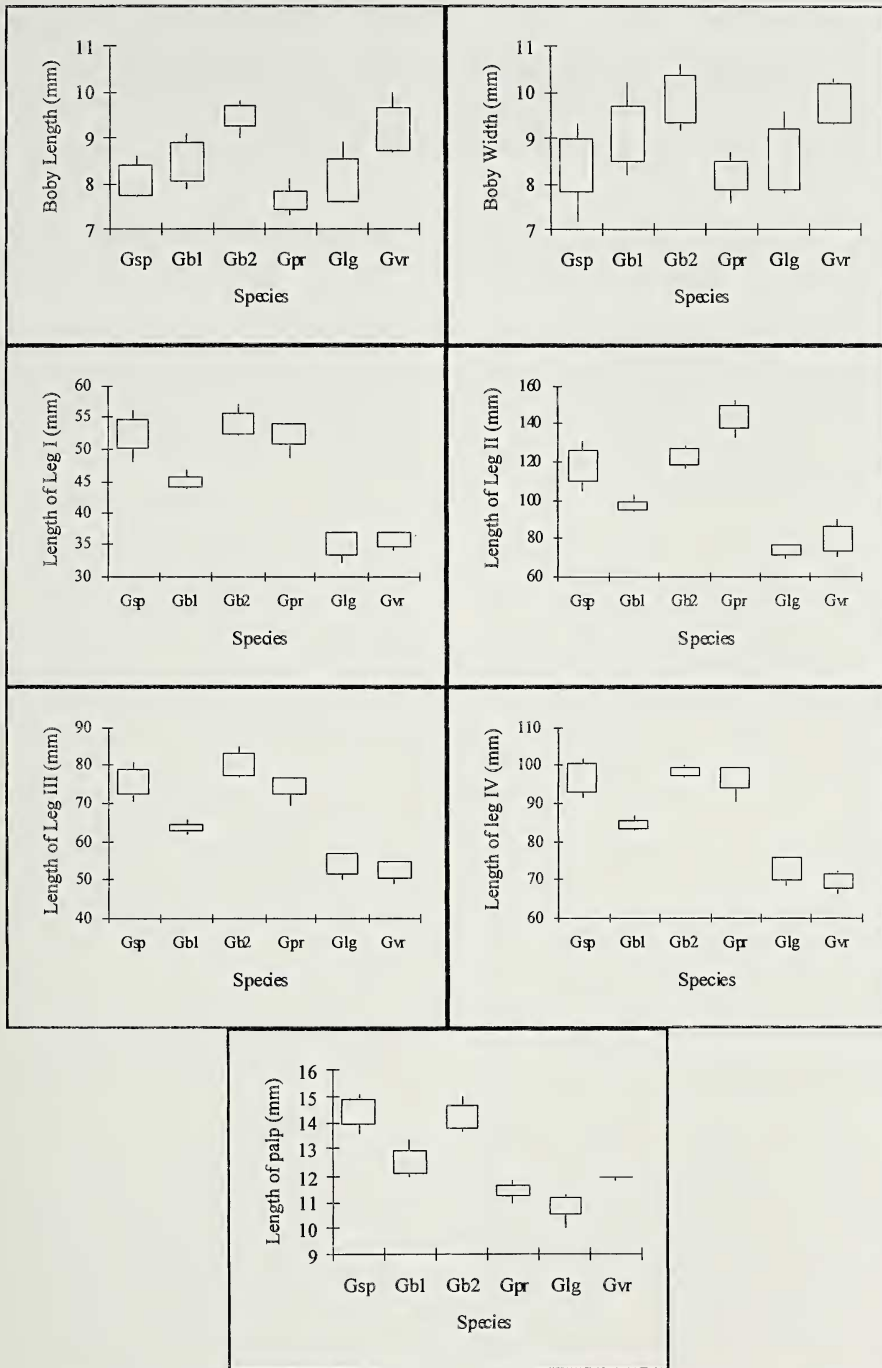 Boby Length (mm)
11
10
9
8
7
Gsp Gb1 Gb2 Gpr Glg Gvr
Species
Boby Width (mm)
11
10
9
8
7
Gsp Gb1 Gb2 Gpr Glg Gvr
Species
Length of Leg I (mm)
60
55
50
45
40
35
30
Gsp Gb1 Gb2 Gpr Glg Gvr
Species
Length of Leg II (mm)
160
140
120
100
80
60
Gsp Gb1 Gb2 Gpr Glg Gvr
Species
Length of Leg III (mm)
90
80
70
60
50
40
Gsp Gb1 Gb2 Gpr Glg Gvr
Species
Length of leg IV (mm)
110
100
90
80
70
60
Gsp Gb1 Gb2 Gpr Glg Gvr
Species
Length of palp (mm)
16
15
14
13
12
11
10
9
Gsp Gb1 Gb2 Gpr Glg Gvr
Species